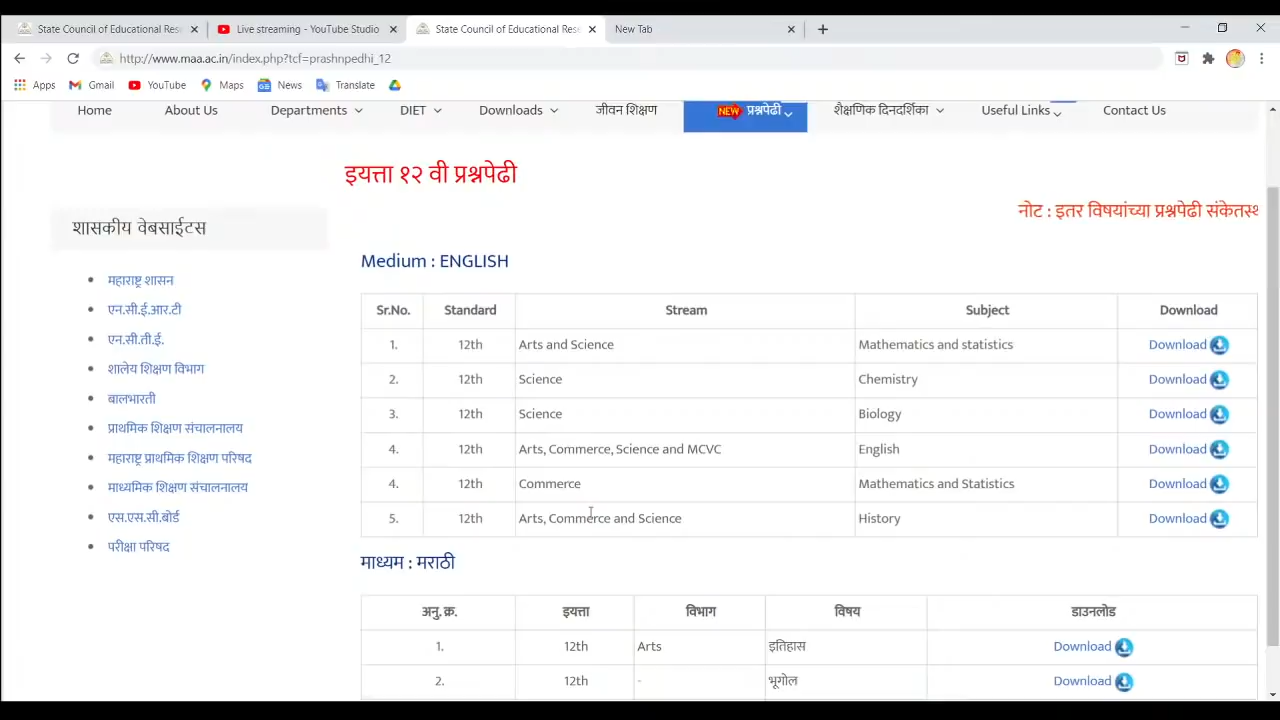 State Council of Educational Res
Live streaming - YouTube Studio
State Council of Educational Rese
New Tab
http://www.maa.ac.in/index.php?tcf=prashnpedhi_12
Apps Gmail YouTube Maps News Translate
Home About Us Departments DIET Downloads जीवन शिक्षण NEW प्रश्नपेढी शैक्षणिक दिनदर्शिका Useful Links Contact Us
इयत्ता १२ वी प्रश्नपेढी
नोट : इतर विषयांच्या प्रश्नपेढी संकेतस्थ
शासकीय वेबसाईटस
महाराष्ट्र शासन
एन.सी.ई.आर.टी
एन.सी.ती.ई.
शालेय शिक्षण विभाग
बालभारती
प्राथमिक शिक्षण संचालनालय
महाराष्ट्र प्राथमिक शिक्षण परिषद
माध्यमिक शिक्षण संचालनालय
एस.एस.सी.बोर्ड
परीक्षा परिषद
Medium : ENGLISH
Sr.No. Standard Stream Subject Download
1. 12th Arts and Science Mathematics and statistics Download
2. 12th Science Chemistry Download
3. 12th Science Biology Download
4. 12th Arts, Commerce, Science and MCVC English Download
4. 12th Commerce Mathematics and Statistics Download
5. 12th Arts, Commerce and Science History Download
माध्यम : मराठी
अनु.क्र. इयत्ता विभाग विषय डाउनलोड
1. 12th Arts इतिहास Download
2. 12th - भूगोल Download